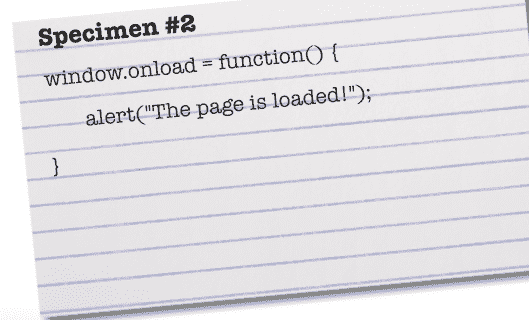 Specimen #2
window.onload = function() {
alert("The page is loaded!");
}